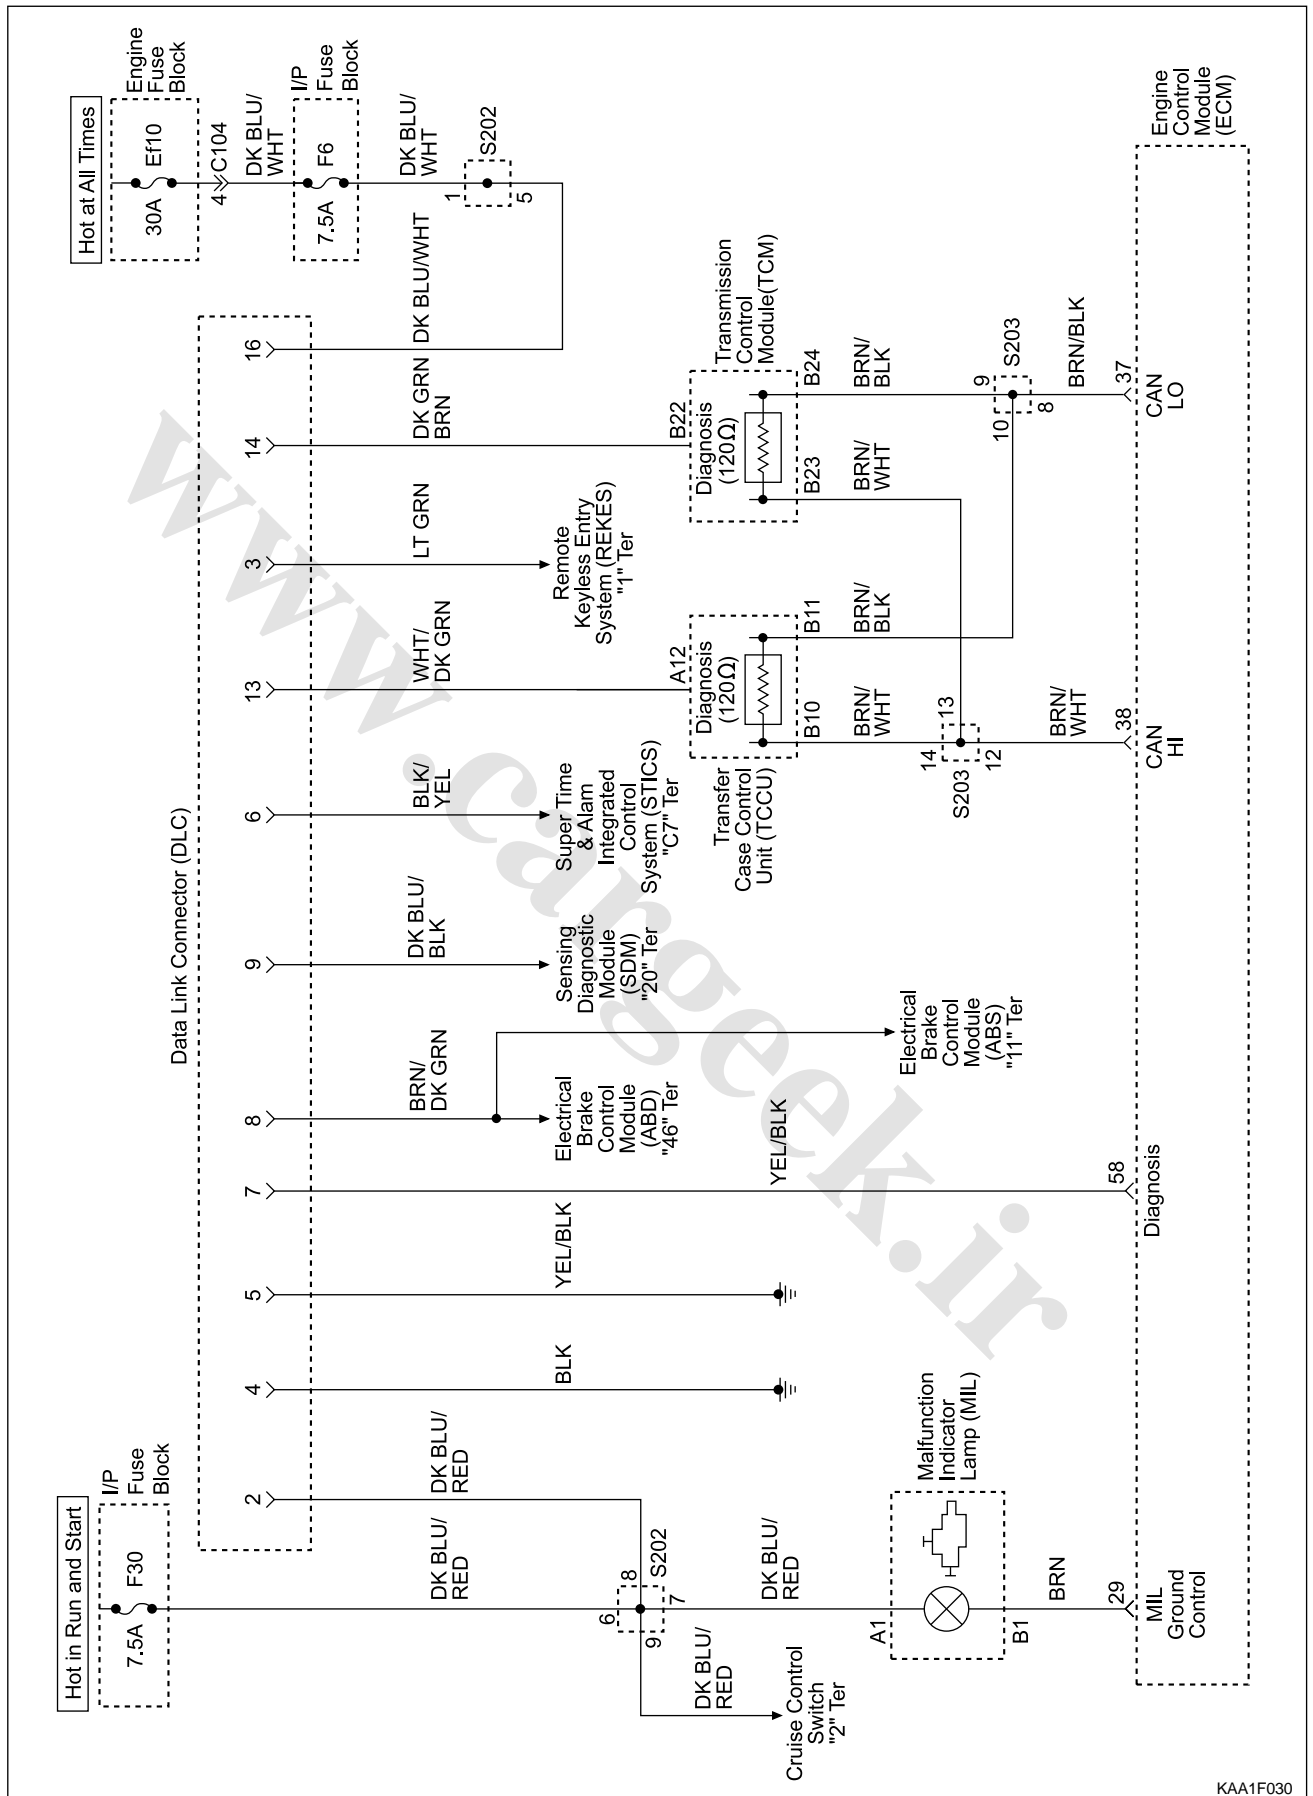 Hot in Run and Start
I/P
Fuse
Block
7.5A
F30
Data Link Connector (DLC)
Hot at All Times
Engine
Fuse
Block
30A
Ef10
4
C104
DK BLU/
WHT
I/P
Fuse
Block
7.5A
F6
DK BLU/
WHT
1
S202
5
2
4
5
7
8
9
6
13
3
14
16
DK BLU/
RED
DK BLU/
RED
BLK
YEL/BLK
YEL/BLK
BRN/
DK GRN
DK BLU/
BLK
BLK/
YEL
WHT/
DK GRN
LT GRN
DK GRN
BRN
DK BLU/WHT
6
8
S202
9
7
DK BLU/
RED
Cruise Control
Switch
"2" Ter
DK BLU/
RED
Electrical
Brake
Control
Module
(ABD)
"46" Ter
Electrical
Brake
Control
Module
(ABS)
"11" Ter
Sensing
Diagnostic
Module
(SDM)
"20" Ter
Super Time
& Alam
Integrated
Control
System (STICS)
"C7" Ter
Remote
Keyless Entry
System (REKES)
"1" Ter
A12
Diagnosis
(120Ω)
Transfer
Case Control
Unit (TCCU)
B10
B11
BRN/
WHT
BRN/
BLK
B22
Diagnosis
(120Ω)
Transmission
Control
Module(TCM)
B23
B24
BRN/
WHT
BRN/
BLK
14
13
S203
12
BRN/
WHT
10
9
S203
8
BRN/BLK
A1
Malfunction
Indicator
Lamp (MIL)
B1
BRN
29
MIL
Ground
Control
58
Diagnosis
38
CAN
HI
37
CAN
LO
Engine
Control
Module
(ECM)
www.cargeek.ir
KAA1F030